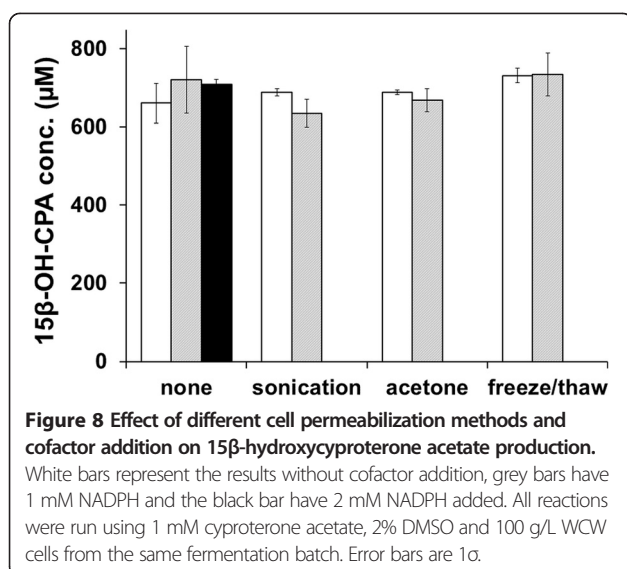 800
600
400
200
0
15β-OH-CPA conc. (µM)
none sonication acetone freeze/thaw
Figure 8 Effect of different cell permeabilization methods and
cofactor addition on 15β-hydroxycyproterone acetate production.
White bars represent the results without cofactor addition, grey bars have
1 mM NADPH and the black bar have 2 mM NADPH added. All reactions
were run using 1 mM cyproterone acetate, 2% DMSO and 100 g/L WCW
cells from the same fermentation batch. Error bars are 1σ.